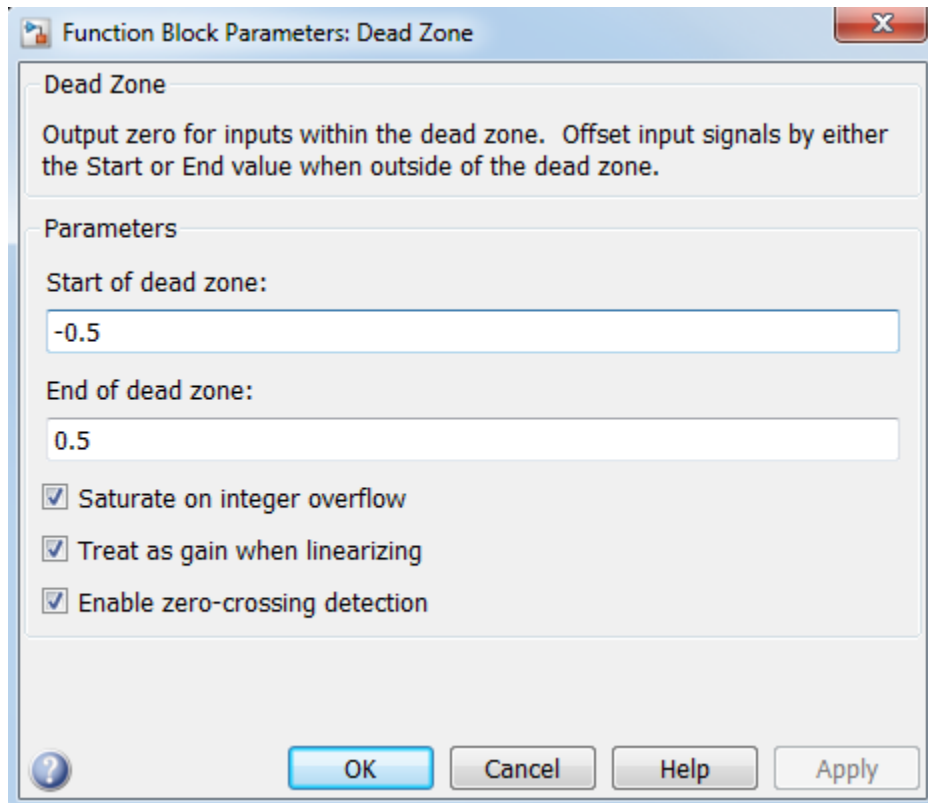 Function Block Parameters: Dead Zone
Dead Zone
Output zero for inputs within the dead zone.  Offset input signals by either
the Start or End value when outside of the dead zone.
Parameters
Start of dead zone:
-0.5
End of dead zone:
0.5
Saturate on integer overflow
Treat as gain when linearizing
Enable zero-crossing detection
OK Cancel Help Apply